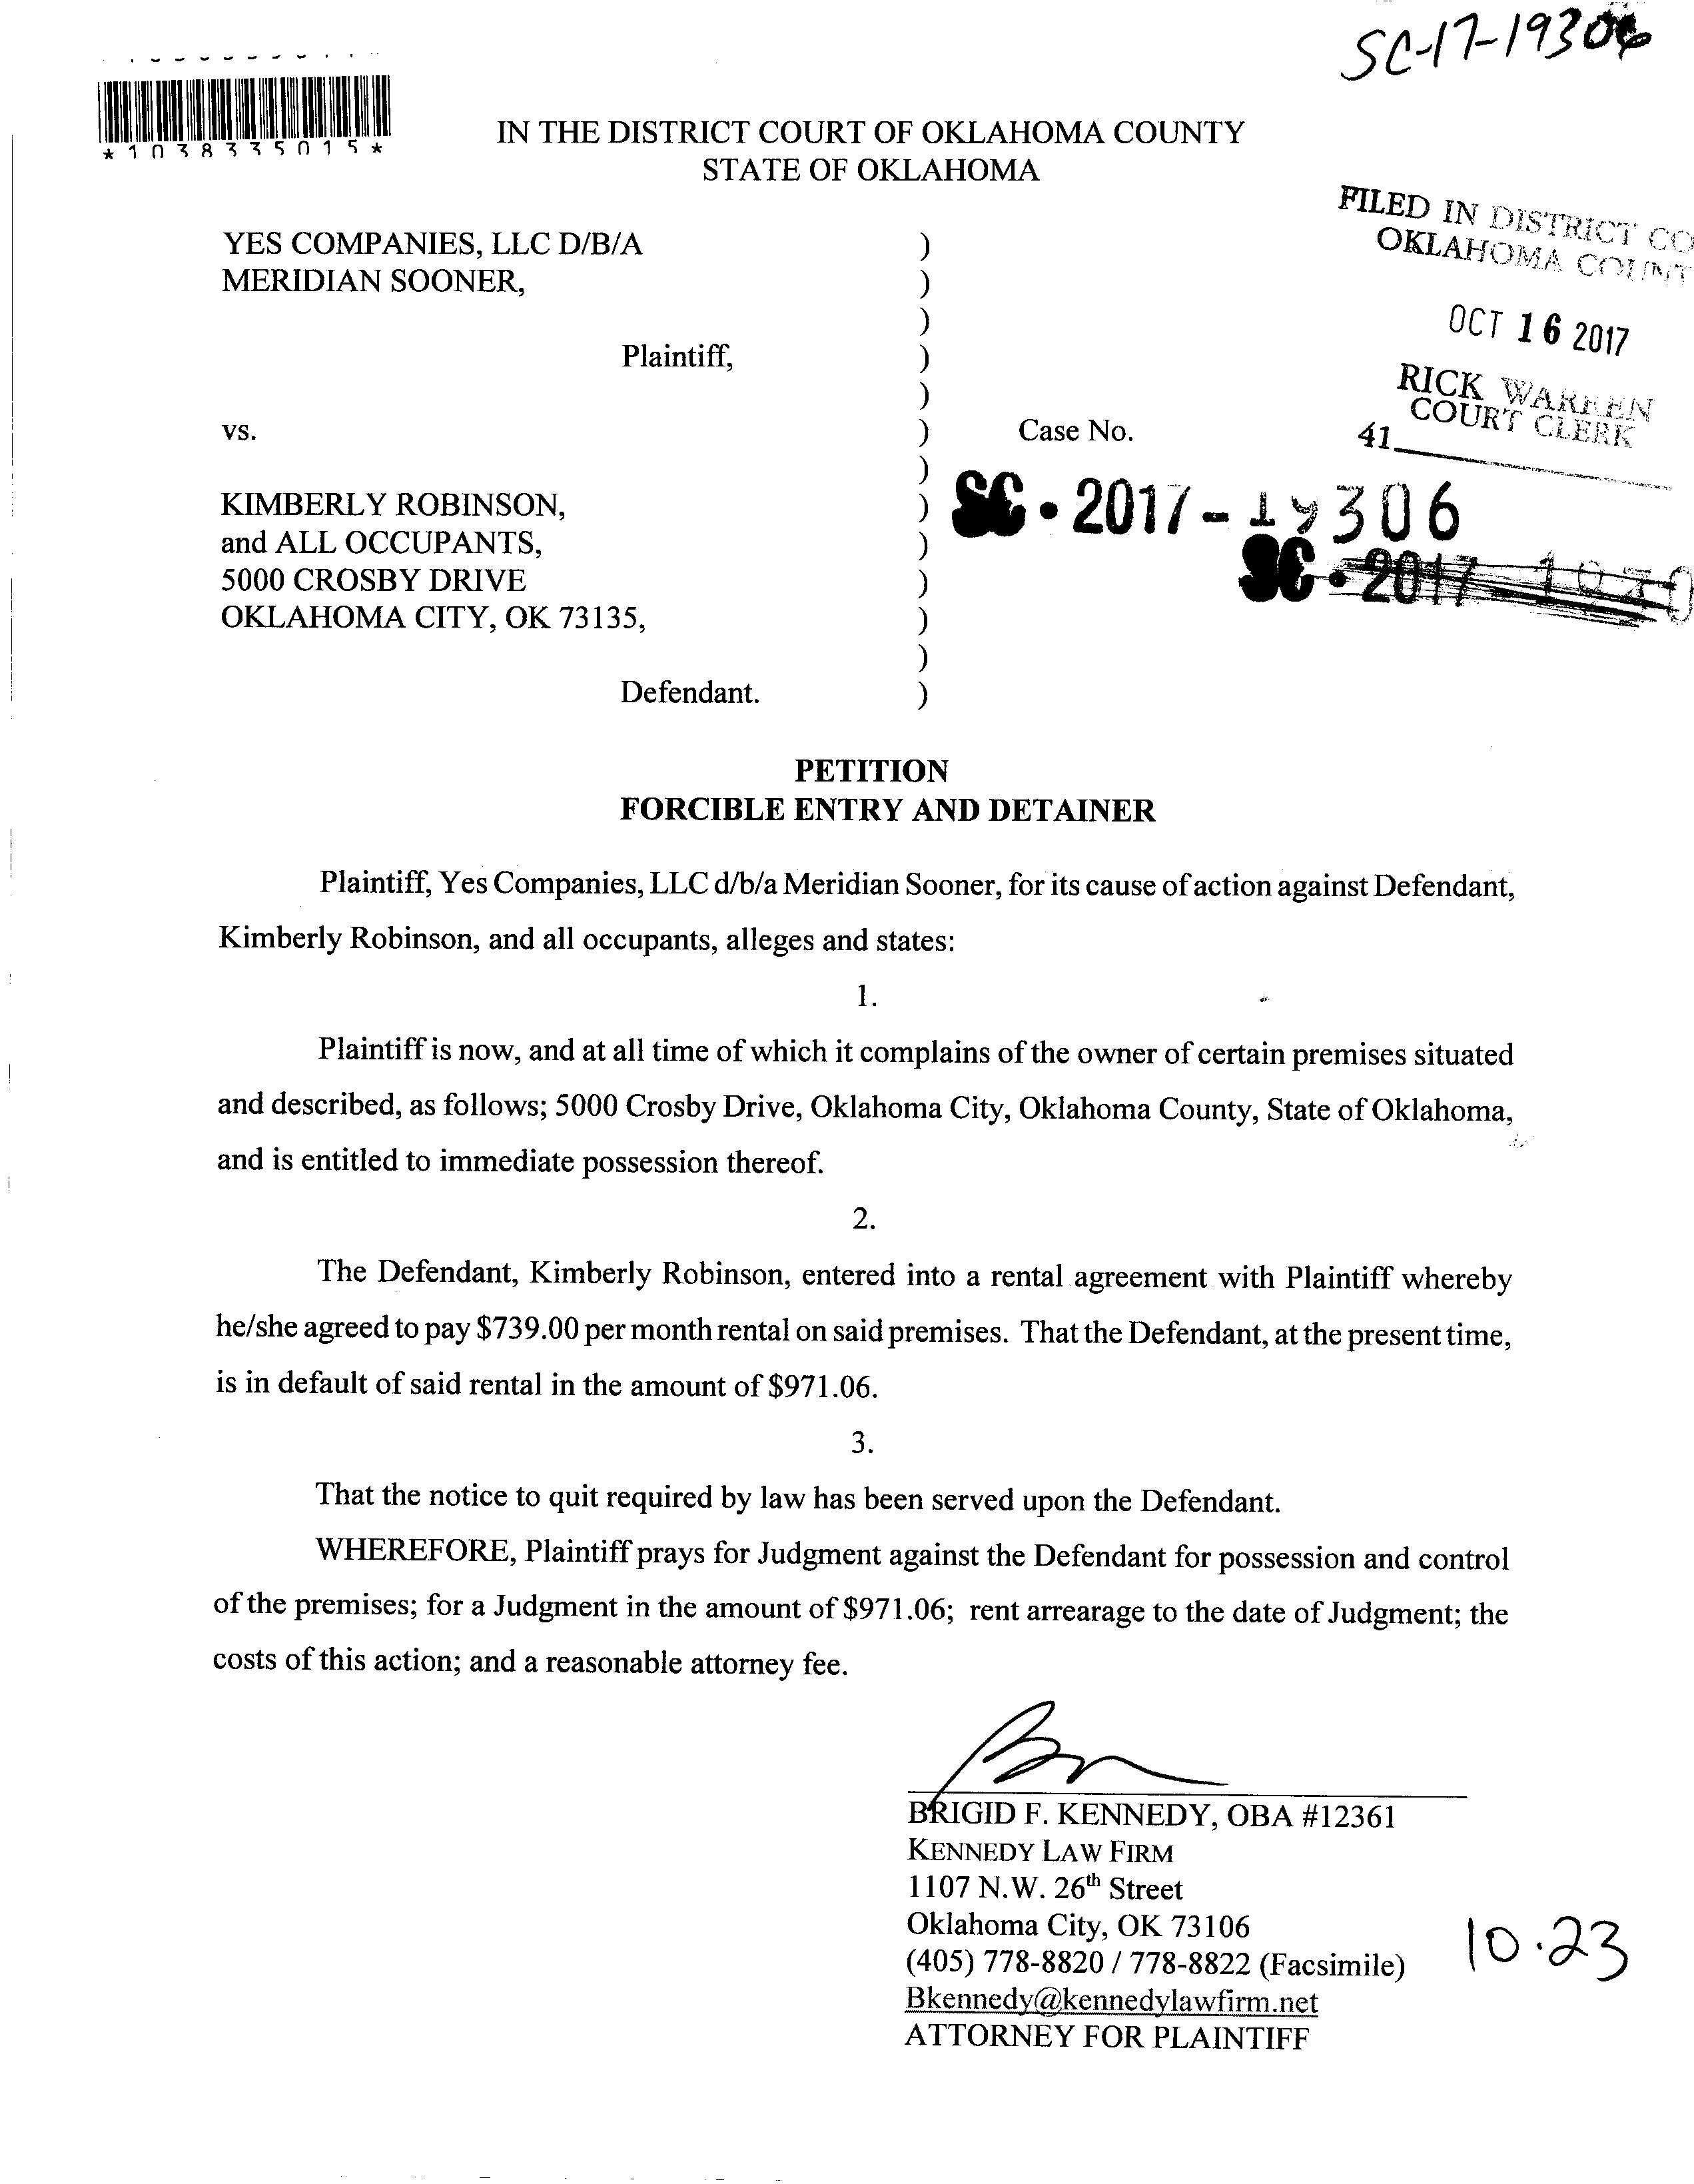 SC-17-19306
*1038335015*
IN THE DISTRICT COURT OF OKLAHOMA COUNTY
STATE OF OKLAHOMA
FILED IN DISTRICT CO
OKLAHOMA COUNT
OCT 16 2017
RICK WARREN
COURT CLERK
41
YES COMPANIES, LLC D/B/A )
MERIDIAN SOONER, )
)
Plaintiff, )
)
vs. ) Case No.
)
KIMBERLY ROBINSON, ) SC • 2017 - 19306
and ALL OCCUPANTS, )
SC • 2017
5000 CROSBY DRIVE )
OKLAHOMA CITY, OK 73135, )
)
Defendant. )
PETITION
FORCIBLE ENTRY AND DETAINER
Plaintiff, Yes Companies, LLC d/b/a Meridian Sooner, for its cause of action against Defendant,
Kimberly Robinson, and all occupants, alleges and states:
1.
Plaintiff is now, and at all time of which it complains of the owner of certain premises situated
and described, as follows; 5000 Crosby Drive, Oklahoma City, Oklahoma County, State of Oklahoma,
and is entitled to immediate possession thereof.
2.
The Defendant, Kimberly Robinson, entered into a rental agreement with Plaintiff whereby
he/she agreed to pay $739.00 per month rental on said premises. That the Defendant, at the present time,
is in default of said rental in the amount of $971.06.
3.
That the notice to quit required by law has been served upon the Defendant.
WHEREFORE, Plaintiff prays for Judgment against the Defendant for possession and control
of the premises; for a Judgment in the amount of $971.06; rent arrearage to the date of Judgment; the
costs of this action; and a reasonable attorney fee.
BRIGID F. KENNEDY, OBA #12361
KENNEDY LAW FIRM
1107 N.W. 26th Street
Oklahoma City, OK 73106
(405) 778-8820 / 778-8822 (Facsimile)
Bkennedy@kennedylawfirm.net
ATTORNEY FOR PLAINTIFF
10.23